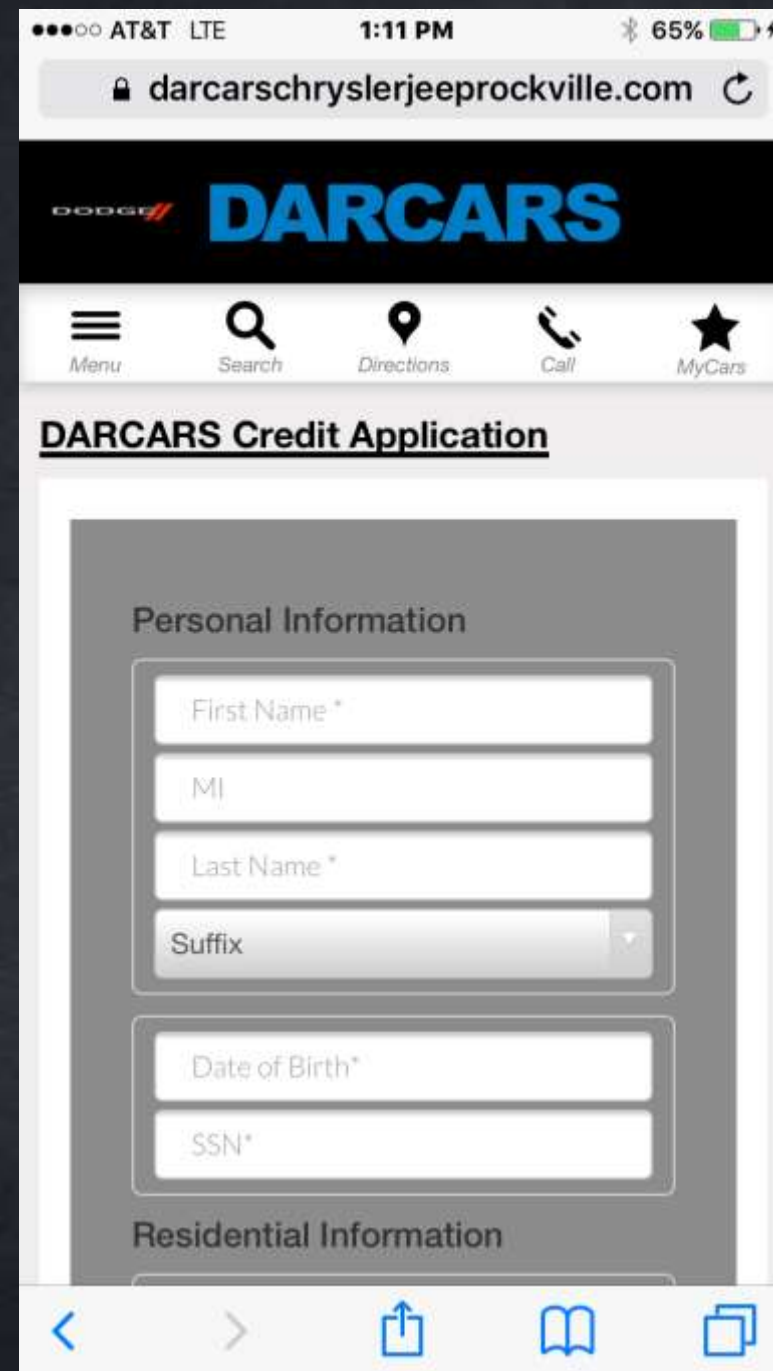 AT&T LTE 1:11 PM 65%
darcarschryslerjeeprockville.com
DODGE DARCARS
Menu Search Directions Call MyCars
DARCARS Credit Application
Personal Information
First Name *
MI
Last Name *
Suffix
Date of Birth*
SSN*
Residential Information